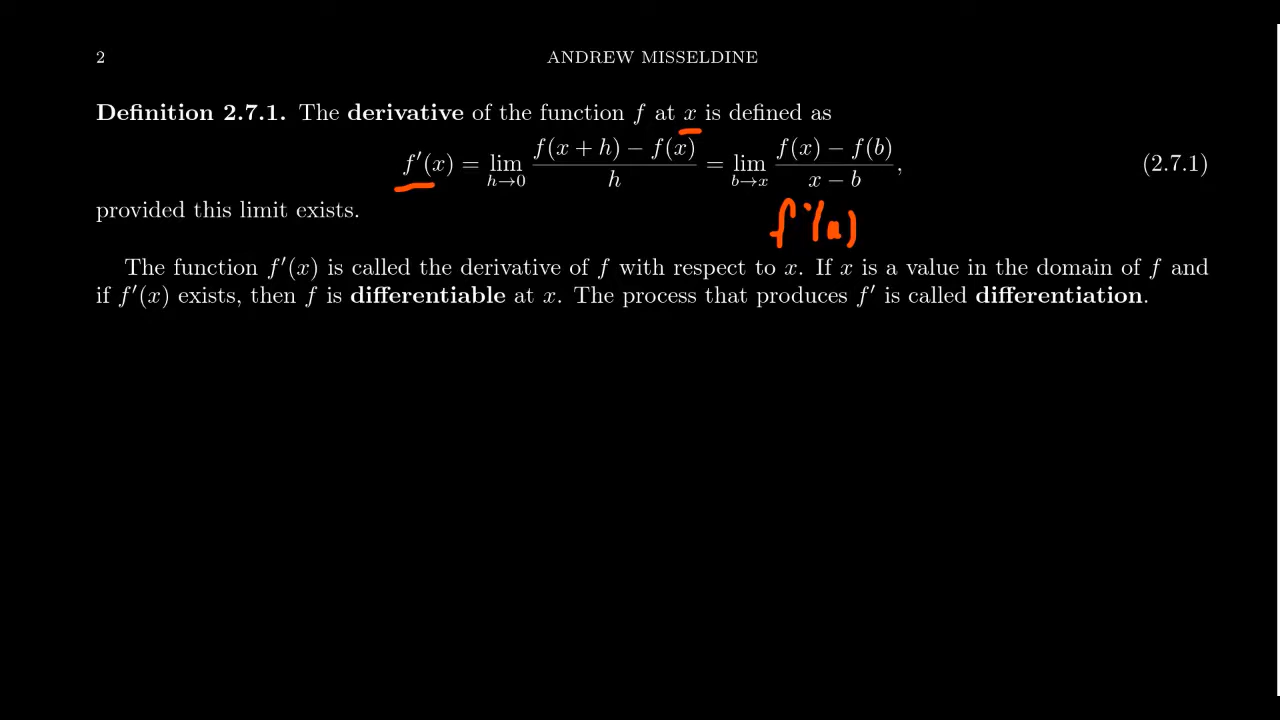 2 ANDREW MISSELDINE
Definition 2.7.1. The derivative of the function f at x is defined as
f′(x) = lim_{h→0} \frac{f(x + h) − f(x)}{h} = lim_{b→x} \frac{f(x) − f(b)}{x − b}, (2.7.1)
provided this limit exists.
f'(a)
The function f′(x) is called the derivative of f with respect to x. If x is a value in the domain of f and
if f′(x) exists, then f is differentiable at x. The process that produces f′ is called differentiation.